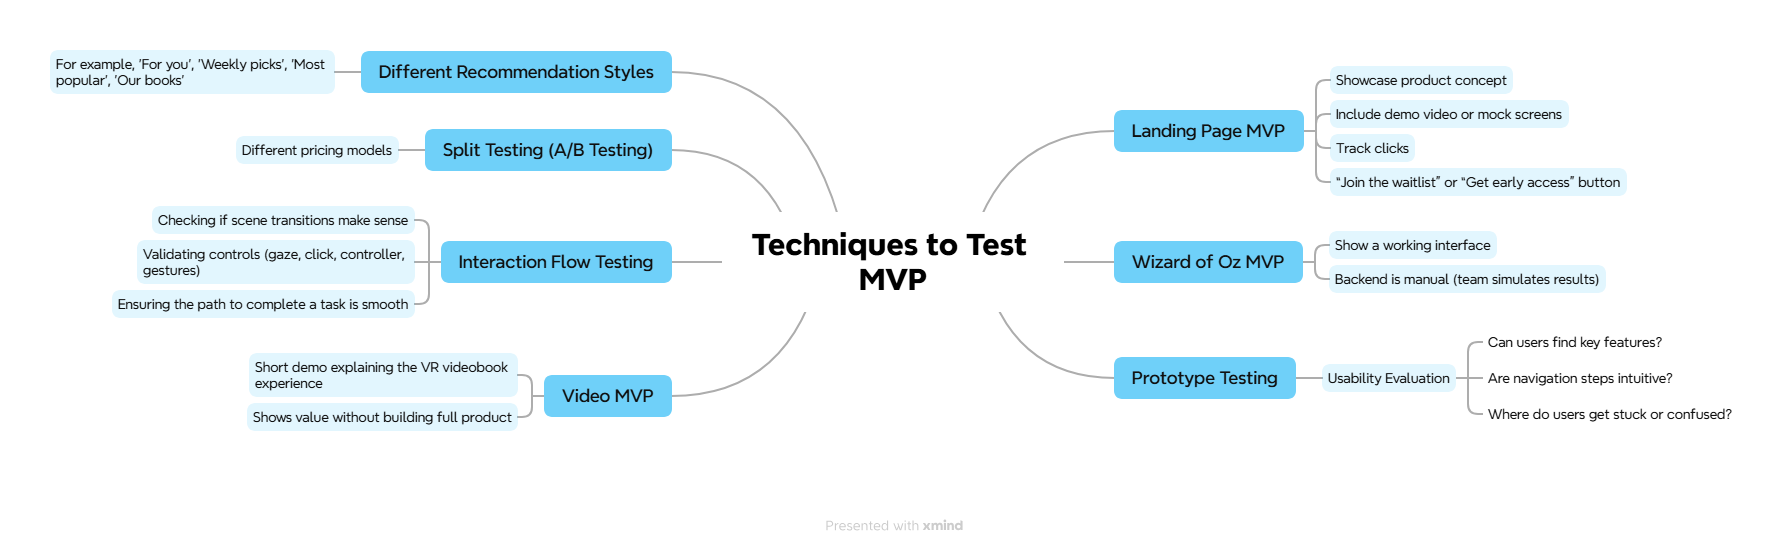 Techniques to Test
MVP
Different Recommendation Styles
For example, 'For you', 'Weekly picks', 'Most
popular', 'Our books'
Split Testing (A/B Testing)
Different pricing models
Interaction Flow Testing
Checking if scene transitions make sense
Validating controls (gaze, click, controller,
gestures)
Ensuring the path to complete a task is smooth
Video MVP
Short demo explaining the VR videobook
experience
Shows value without building full product
Landing Page MVP
Showcase product concept
Include demo video or mock screens
Track clicks
“Join the waitlist” or “Get early access” button
Wizard of Oz MVP
Show a working interface
Backend is manual (team simulates results)
Prototype Testing
Usability Evaluation
Can users find key features?
Are navigation steps intuitive?
Where do users get stuck or confused?
Presented with xmind